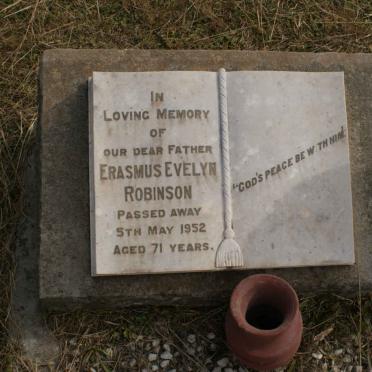 IN
LOVING MEMORY
OF
OUR DEAR FATHER
ERASMUS EVELYN
ROBINSON
PASSED AWAY
5TH MAY 1952
AGED 71 YEARS.
"GOD'S PEACE BE WITH HIM.